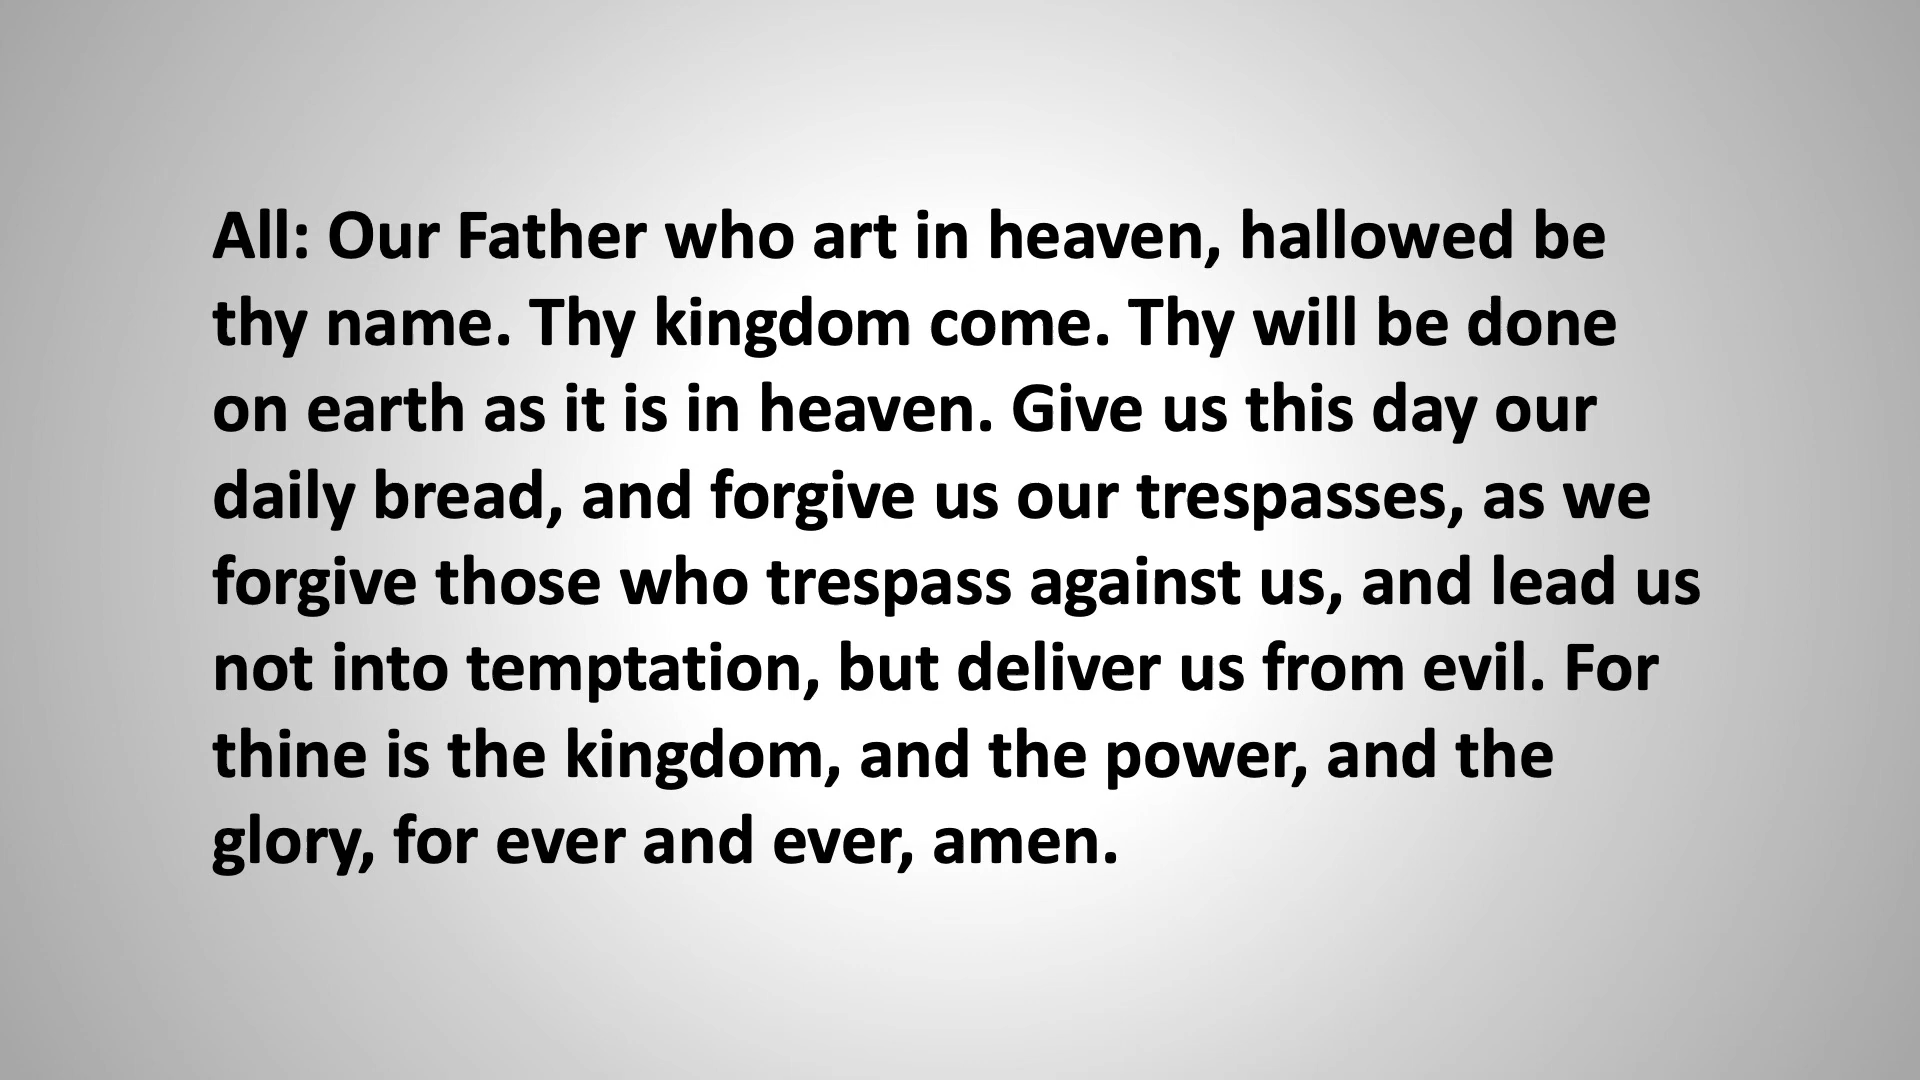 All: Our Father who art in heaven, hallowed be
thy name. Thy kingdom come. Thy will be done
on earth as it is in heaven. Give us this day our
daily bread, and forgive us our trespasses, as we
forgive those who trespass against us, and lead us
not into temptation, but deliver us from evil. For
thine is the kingdom, and the power, and the
glory, for ever and ever, amen.